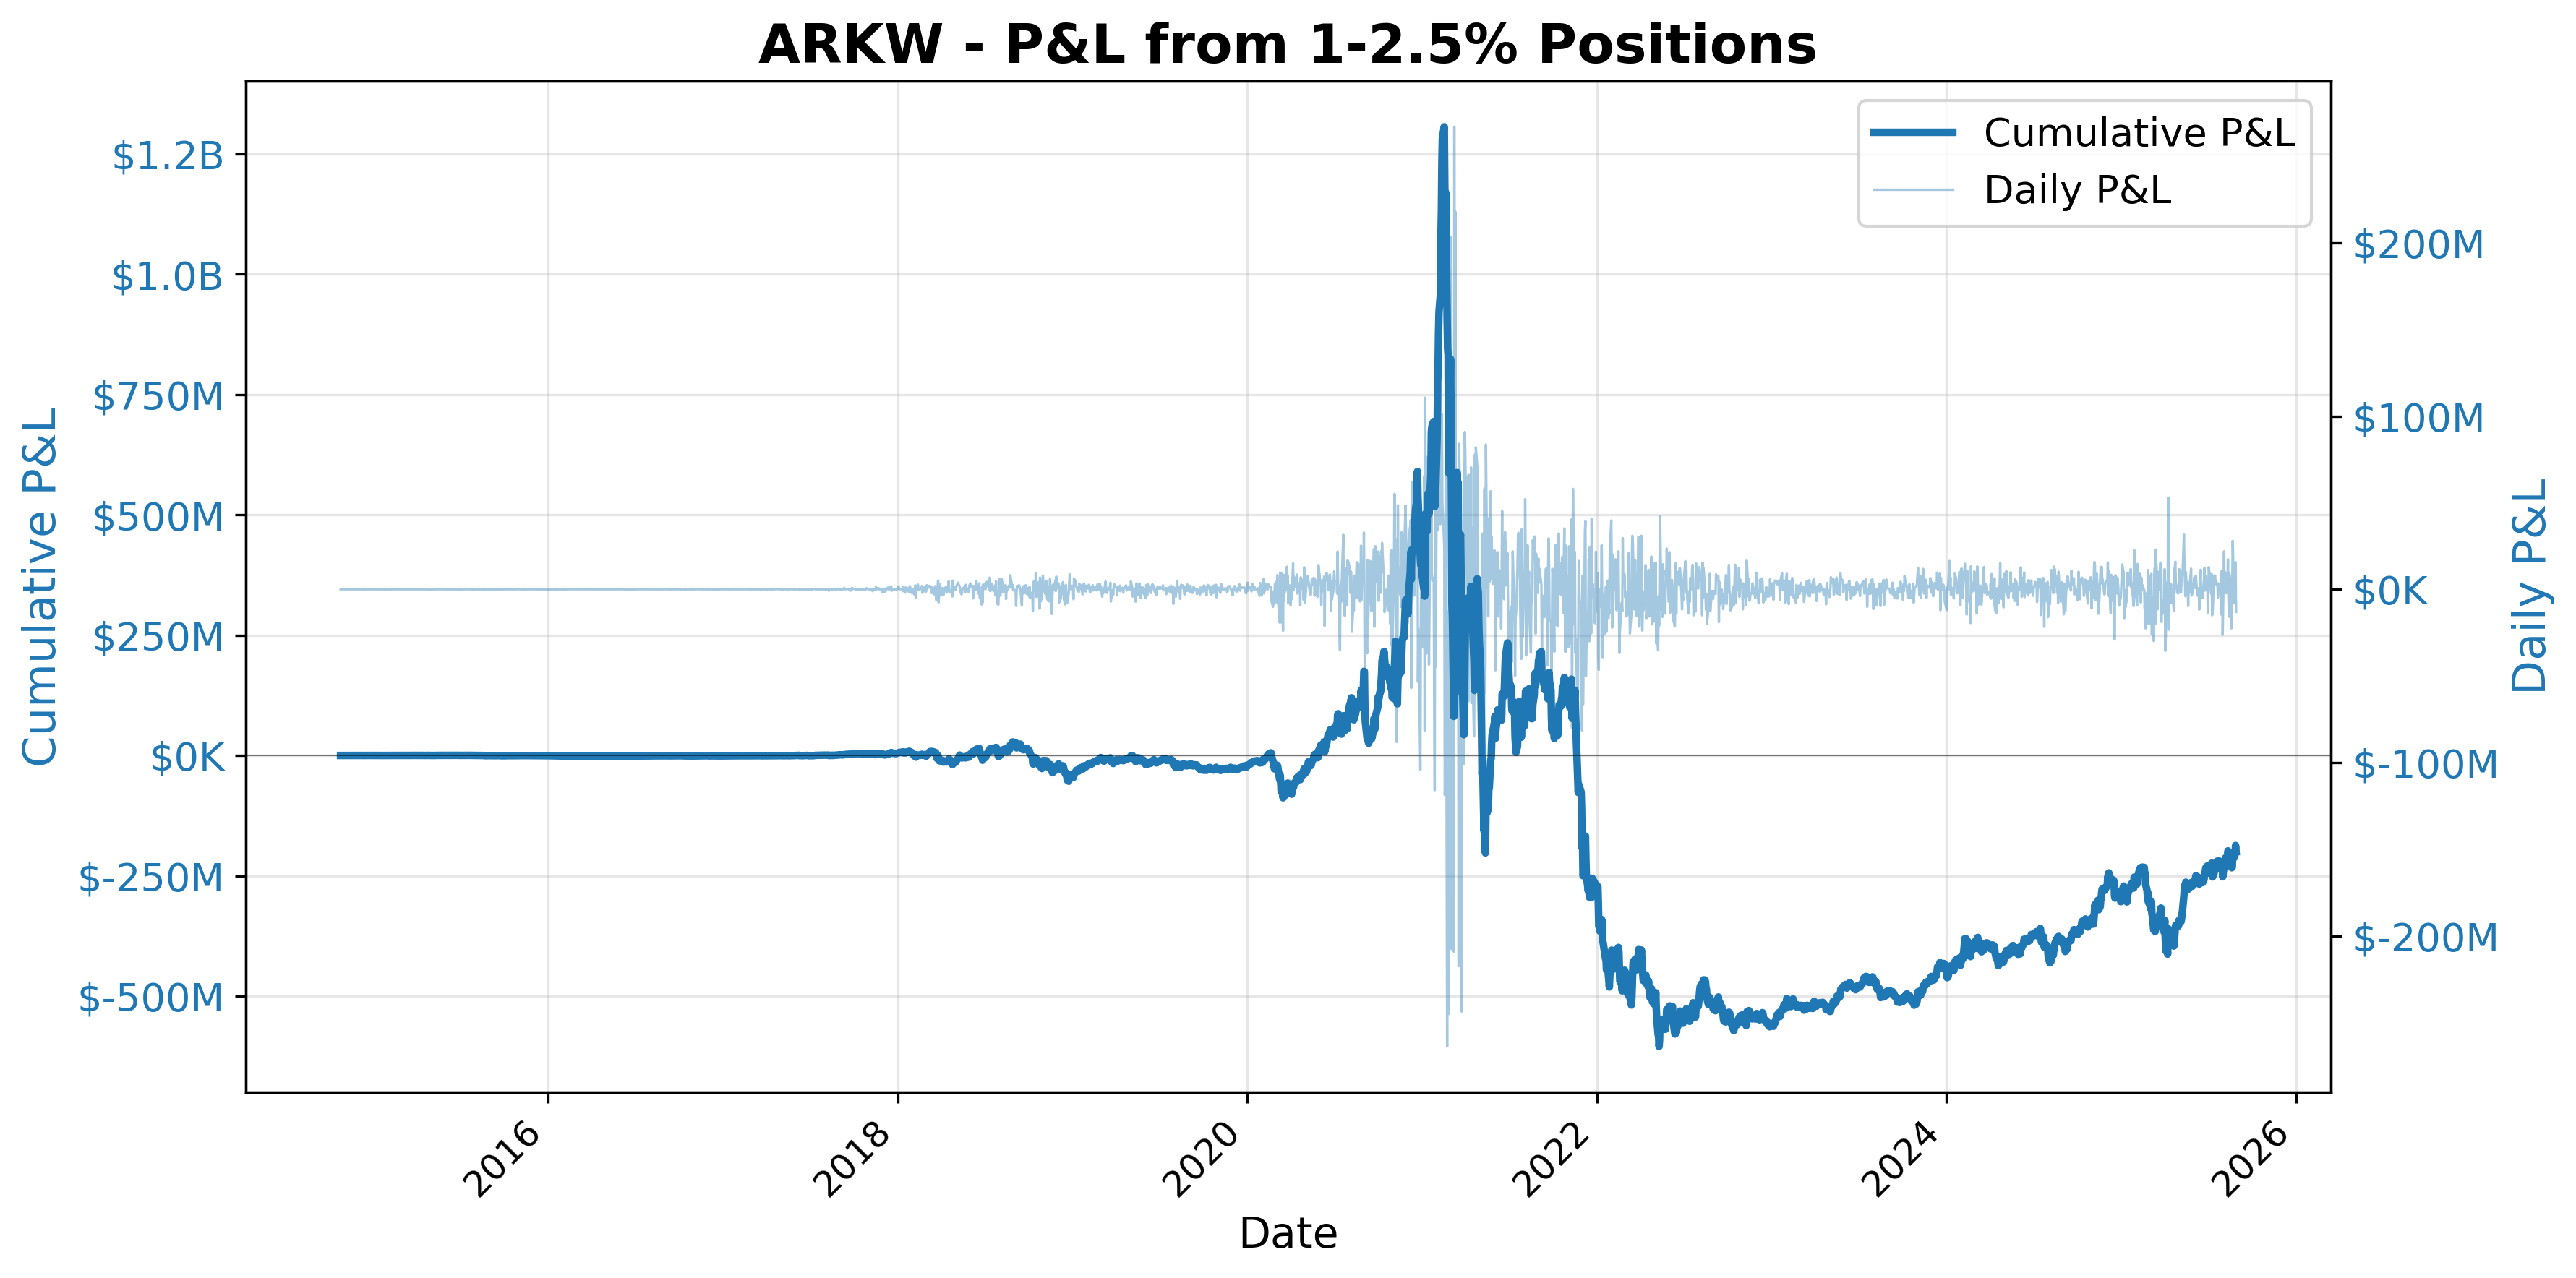 ARKW - P&L from 1-2.5% Positions
Cumulative P&L
Daily P&L
$1.2B
$1.0B
$750M
$500M
$250M
$0K
$-250M
$-500M
Cumulative P&L
$200M
$100M
$0K
$-100M
$-200M
Daily P&L
2016
2018
2020
2022
2024
2026
Date